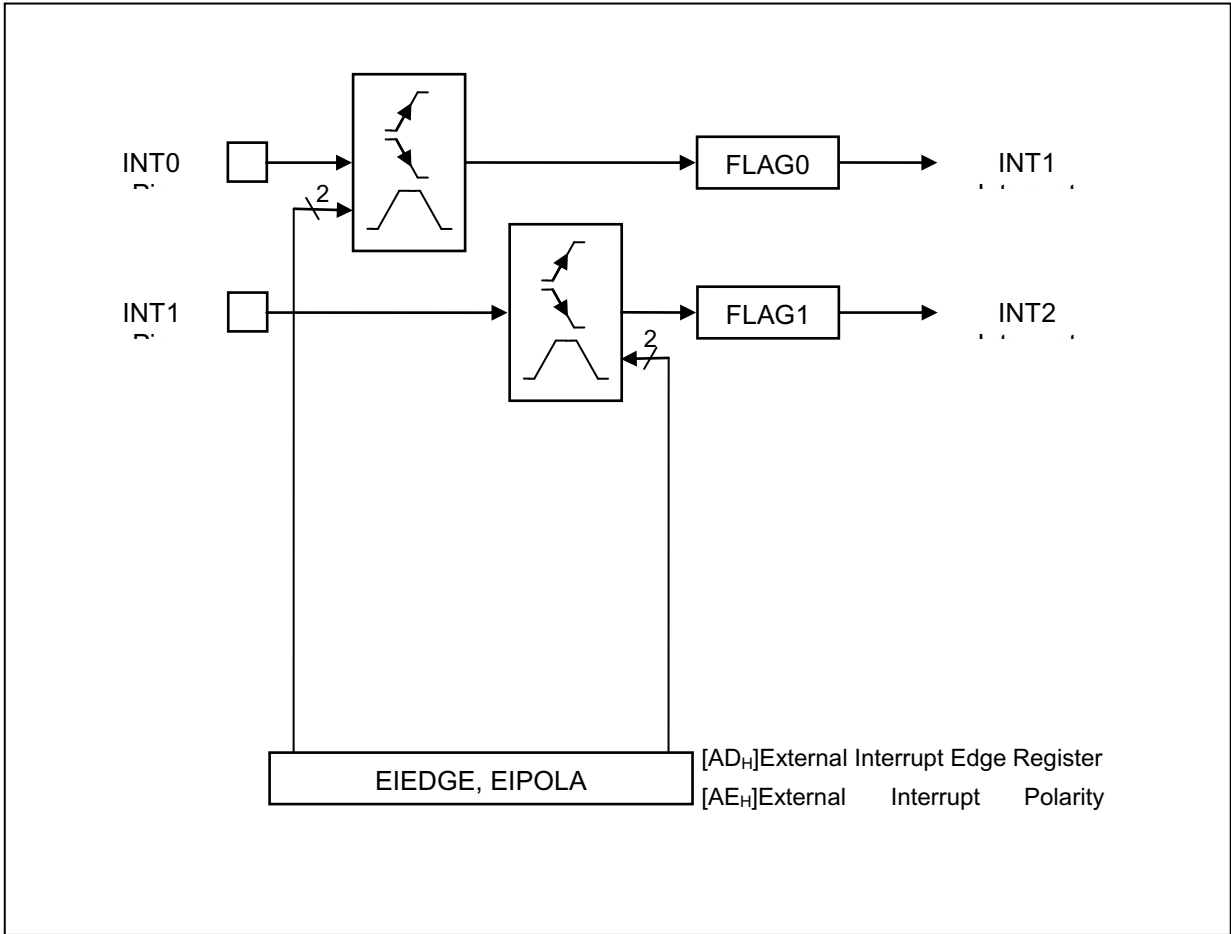 INT0
FLAG0
INT1
2
INT1
FLAG1
INT2
2
EIEDGE, EIPOLA
[ADH]External Interrupt Edge Register
[AEH]External Interrupt Polarity